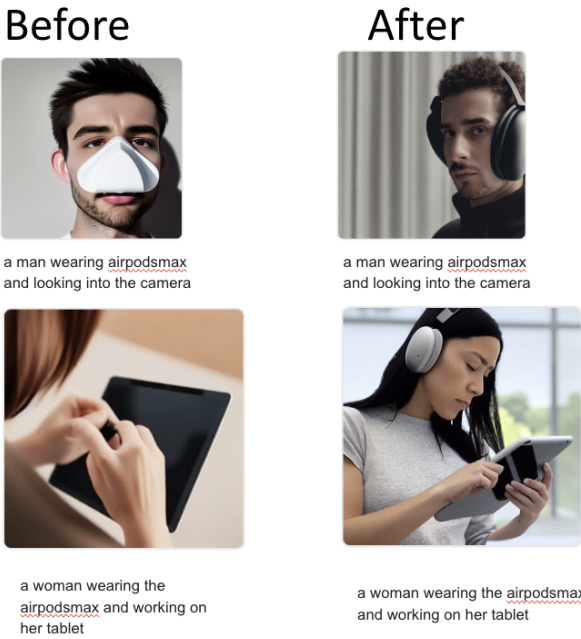 Before
After
a man wearing airpodsmax
and looking into the camera
a man wearing airpodsmax
and looking into the camera
a woman wearing the
airpodsmax and working on
her tablet
a woman wearing the airpodsmax
and working on her tablet